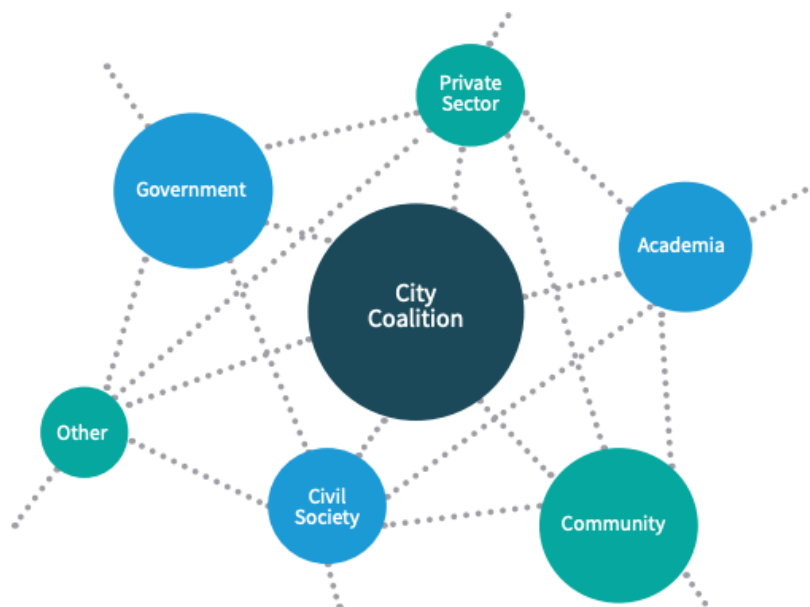 Private
Sector
Government
Academia
City
Coalition
Other
Civil
Society
Community